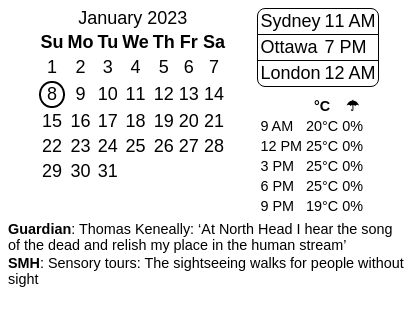 January 2023
Su Mo Tu We Th Fr Sa
1 2 3 4 5 6 7
8 9 10 11 12 13 14
15 16 17 18 19 20 21
22 23 24 25 26 27 28
29 30 31
Sydney 11 AM
Ottawa 7 PM
London 12 AM
°C ☂
9 AM 20°C 0%
12 PM 25°C 0%
3 PM 25°C 0%
6 PM 25°C 0%
9 PM 19°C 0%
Guardian: Thomas Keneally: ‘At North Head I hear the song
of the dead and relish my place in the human stream’
SMH: Sensory tours: The sightseeing walks for people without
sight